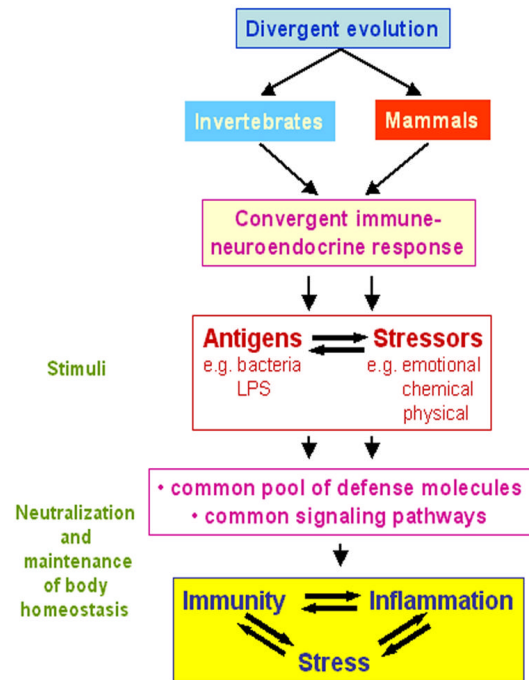 Divergent evolution
Invertebrates
Mammals
Convergent immune-
neuroendocrine response
Antigens
e.g. bacteria
LPS
Stressors
e.g. emotional
chemical
physical
Stimuli
• common pool of defense molecules
• common signaling pathways
Neutralization
and
maintenance
of body
homeostasis
Immunity
Inflammation
Stress